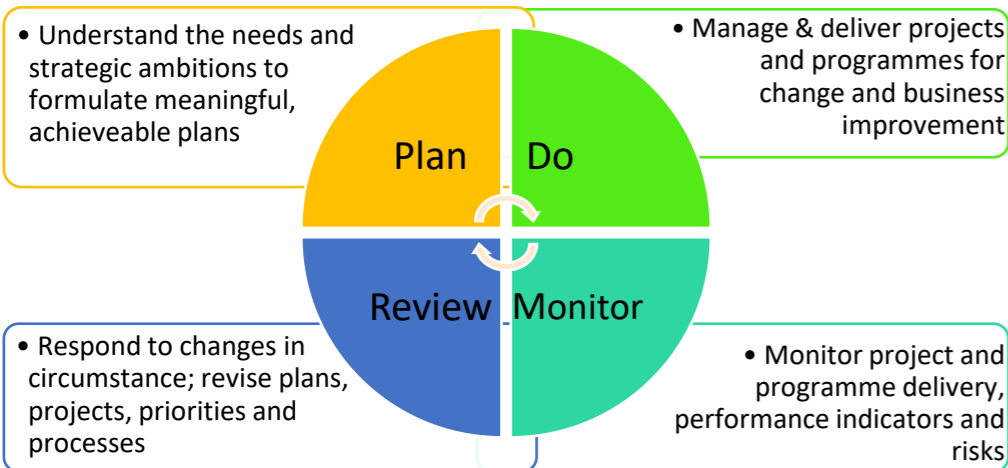 • Understand the needs and
strategic ambitions to
formulate meaningful,
achieveable plans
• Manage & deliver projects
and programmes for
change and business
improvement
Plan
Do
Review
Monitor
• Respond to changes in
circumstance; revise plans,
projects, priorities and
processes
• Monitor project and
programme delivery,
performance indicators and
risks